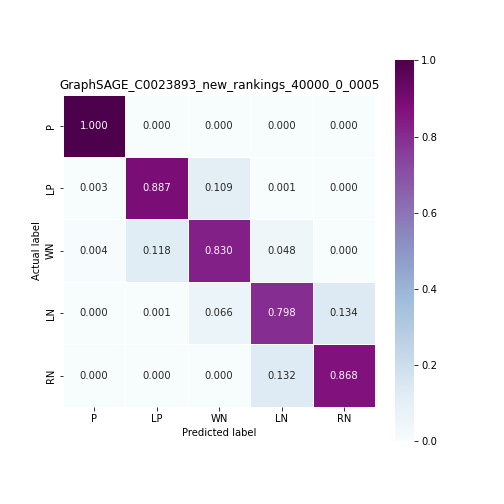 GraphSAGE_C0023893_new_rankings_40000_0_0005
1.0
0.8
0.6
0.4
0.2
0.0
Actual label
P 1.000 0.000 0.000 0.000 0.000
LP 0.003 0.887 0.109 0.001 0.000
WN 0.004 0.118 0.830 0.048 0.000
LN 0.000 0.001 0.066 0.798 0.134
RN 0.000 0.000 0.000 0.132 0.868
P LP WN LN RN
Predicted label